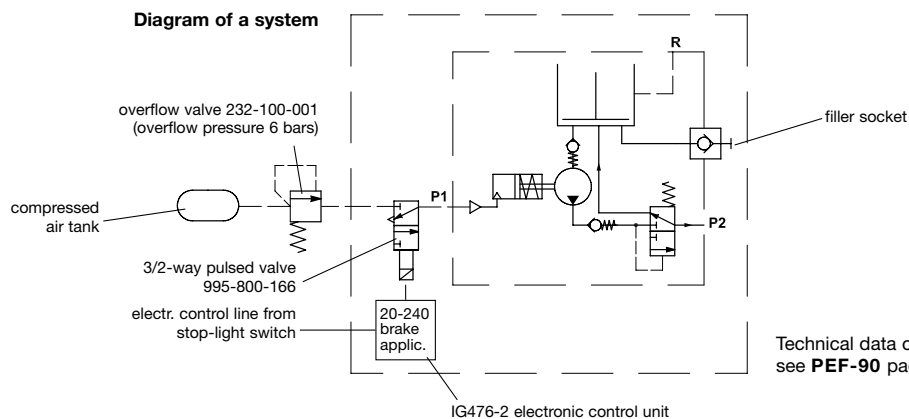 Diagram of a system
R
overflow valve 232-100-001
(overflow pressure 6 bars)
filler socket
P1
compressed
air tank
P2
3/2-way pulsed valve
995-800-166
electr. control line from
stop-light switch
20-240
brake
applic.
Technical data
see PEF-90
IG476-2 electronic control unit